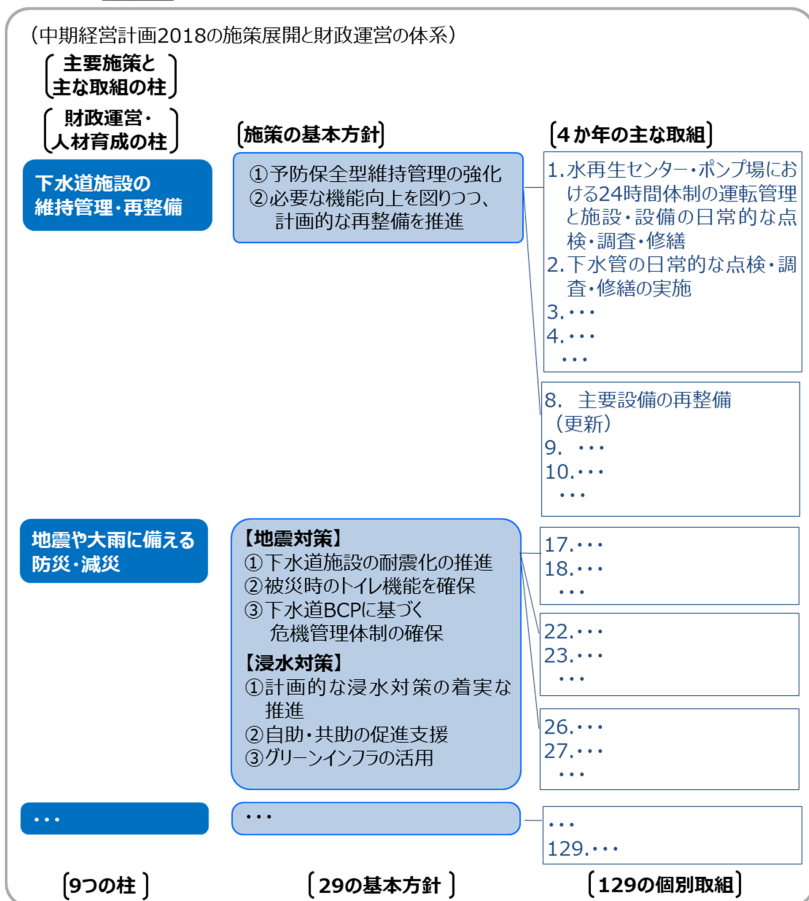 （中期経営計画2018の施策展開と財政運営の体系）
主要施策と
主な取組の柱
財政運営・
人材育成の柱
[施策の基本方針]
[4か年の主な取組]
下水道施設の
維持管理・再整備
①予防保全型維持管理の強化
②必要な機能向上を図りつつ、
計画的な再整備を推進
1.水再生センター・ポンプ場にお
ける24時間体制の運転管理
と施設・設備の日常的な点
検・調査・修繕
2.下水管の日常的な点検・調
査・修繕の実施
3.・・・
4.・・・
・・・
8. 主要設備の再整備
（更新）
9. ・・・
10.・・・
・・・
地震や大雨に備える
防災・減災
【地震対策】
①下水道施設の耐震化の推進
②被災時のトイレ機能を確保
③下水道BCPに基づく
危機管理体制の確保
【浸水対策】
①計画的な浸水対策の着実な
推進
②自助・共助の促進支援
③グリーンインフラの活用
17.・・・
18.・・・
・・・
22.・・・
23.・・・
・・・
26.・・・
27.・・・
・・・
・・・
・・・
・・・
129.・・・
[9つの柱 ]
[29の基本方針 ]
[129の個別取組]